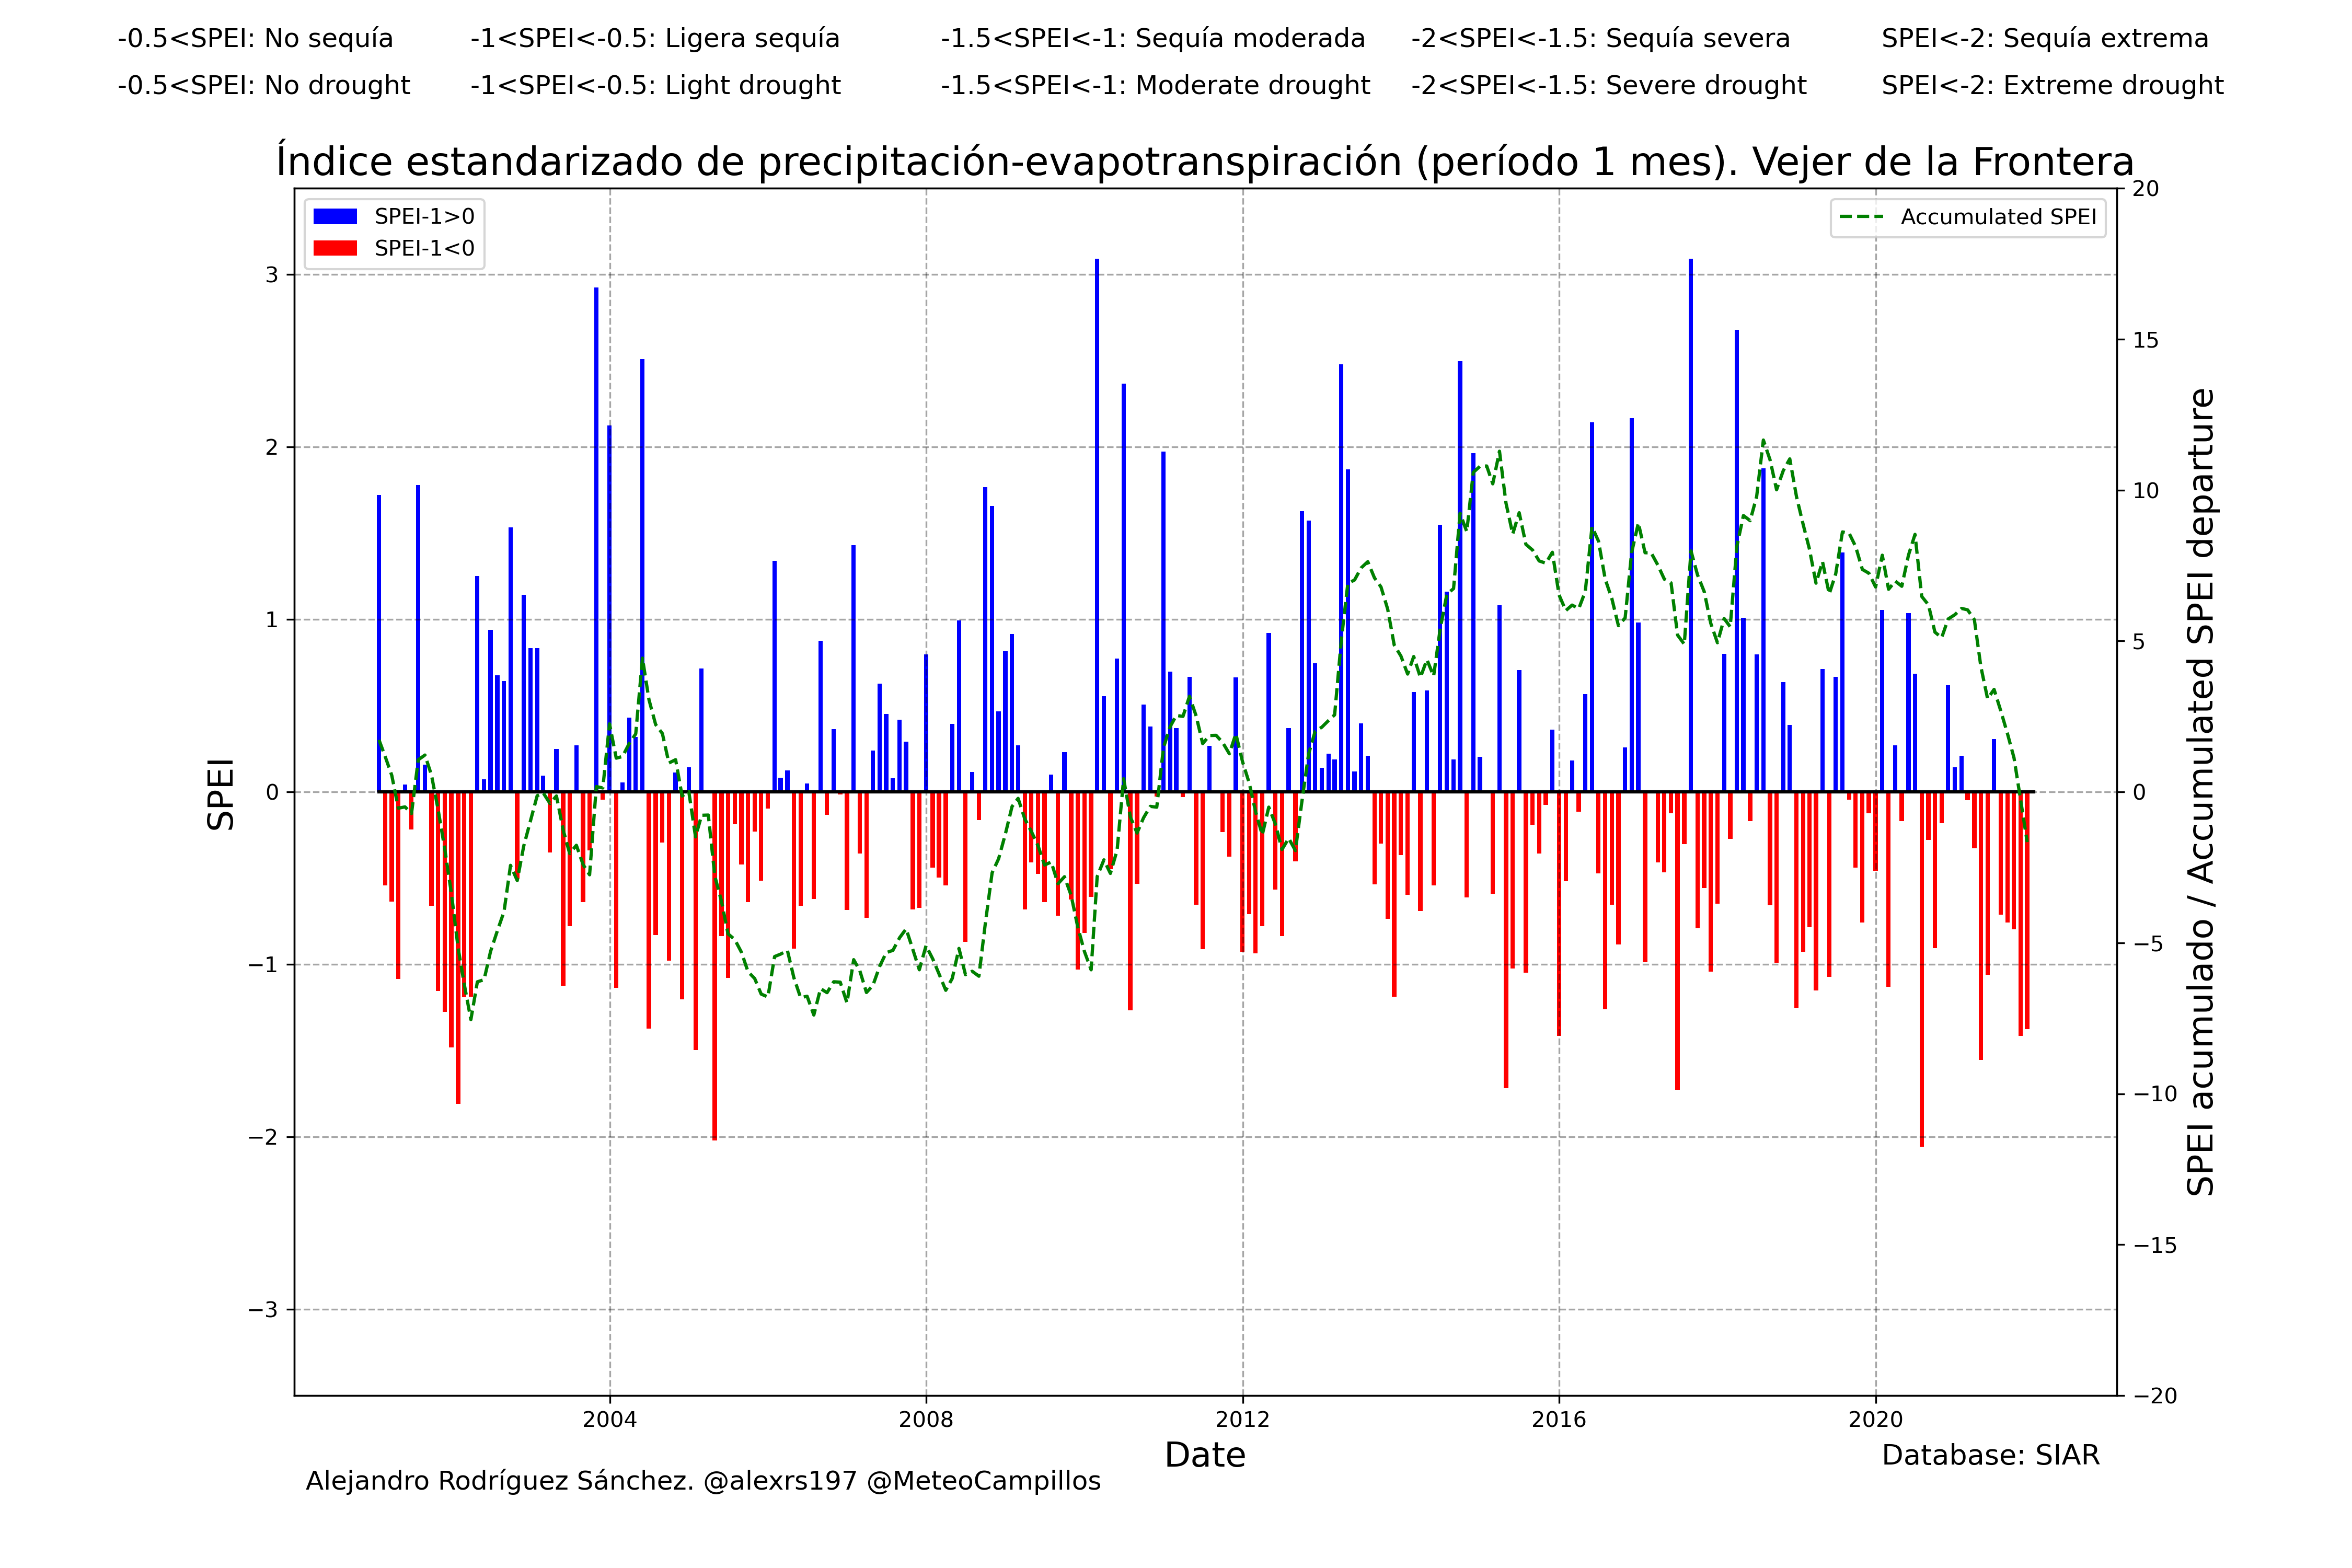 -0.5<SPEI: No sequía -1<SPEI<-0.5: Ligera sequía -1.5<SPEI<-1: Sequía moderada -2<SPEI<-1.5: Sequía severa SPEI<-2: Sequía extrema
-0.5<SPEI: No drought -1<SPEI<-0.5: Light drought -1.5<SPEI<-1: Moderate drought -2<SPEI<-1.5: Severe drought SPEI<-2: Extreme drought
Índice estandarizado de precipitación-evapotranspiración (período 1 mes). Vejer de la Frontera
SPEI-1>0
SPEI-1<0
Accumulated SPEI
SPEI
3
2
1
0
−1
−2
−3
20
15
10
5
0
−5
−10
−15
−20
SPEI acumulado / Accumulated SPEI departure
2004 2008 2012 2016 2020
Date
Database: SIAR
Alejandro Rodríguez Sánchez. @alexrs197 @MeteoCampillos